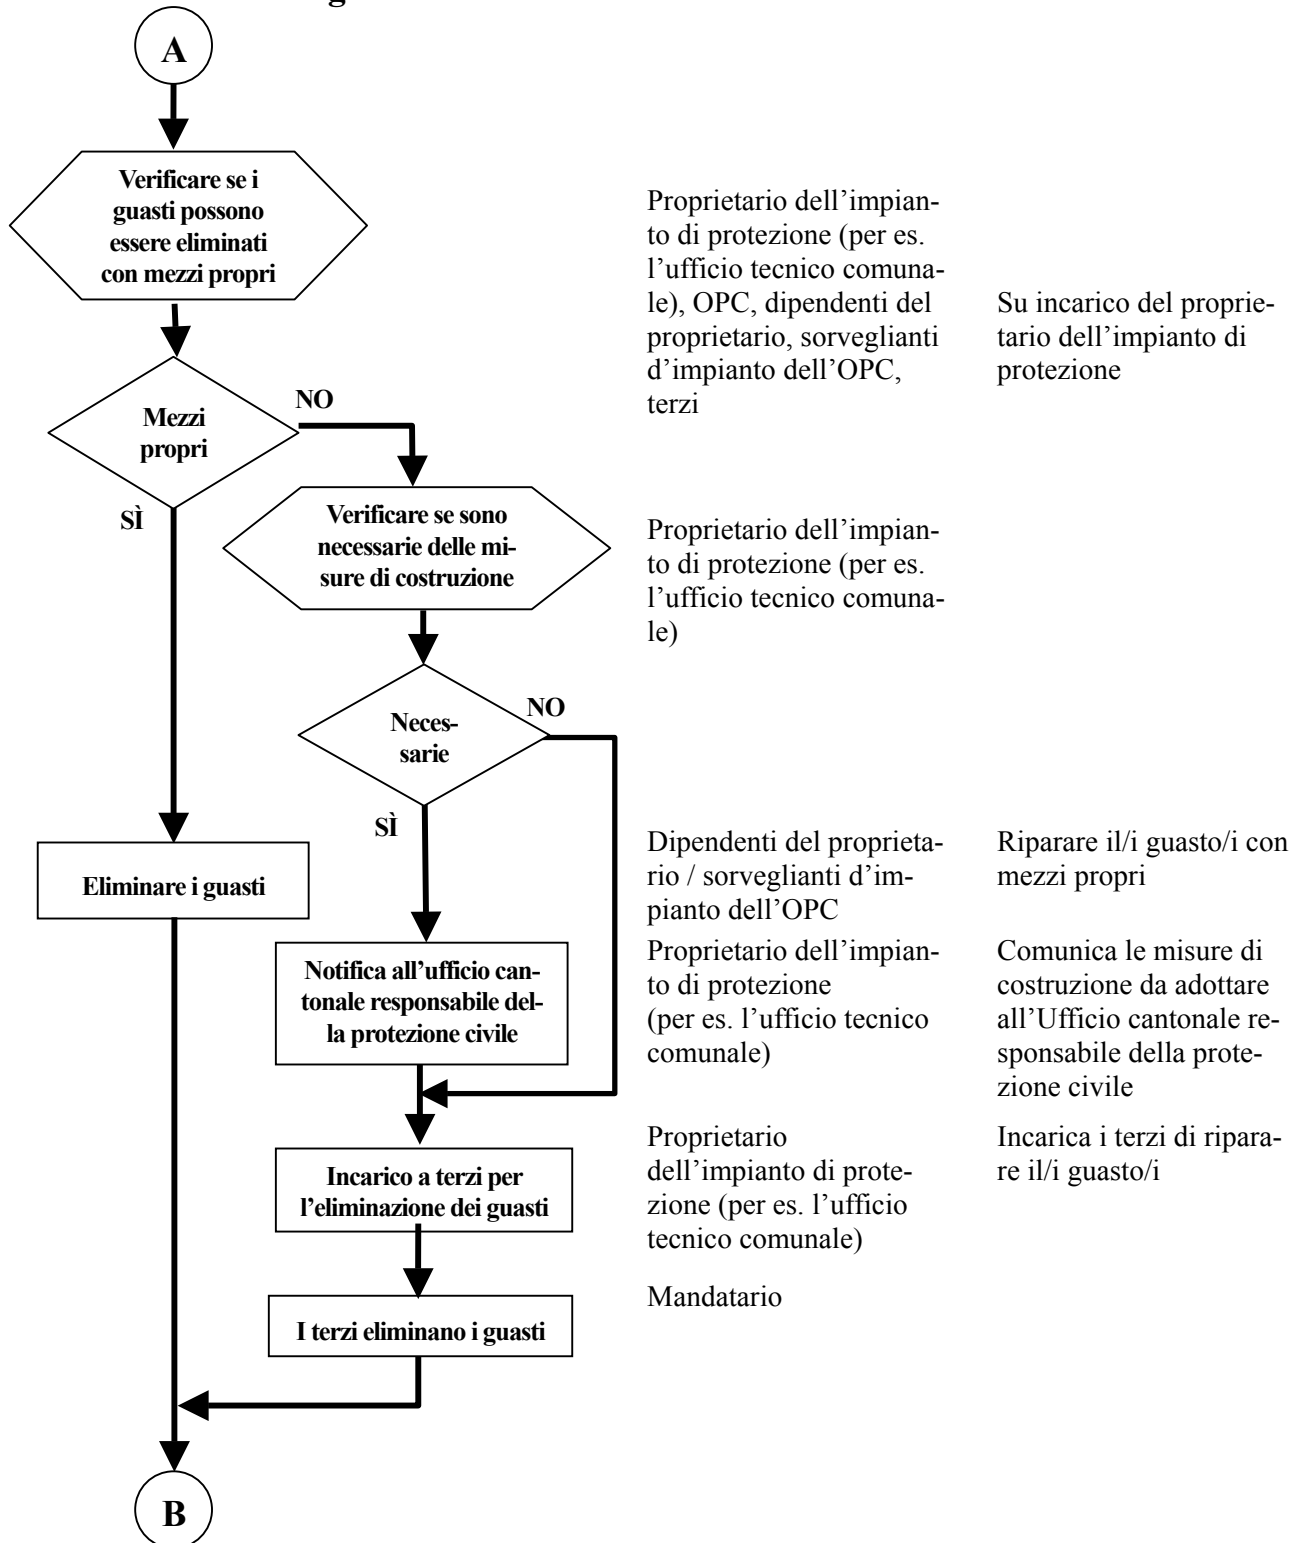 A
Verificare se i
guasti possono
essere eliminati
con mezzi propri
Proprietario dell’impian-
to di protezione (per es.
l’ufficio tecnico comuna-
le), OPC, dipendenti del
proprietario, sorveglianti
d’impianto dell’OPC,
terzi
Su incarico del proprie-
tario dell’impianto di
protezione
Mezzi
propri
NO
SÌ
Verificare se sono
necessarie delle mi-
sure di costruzione
Proprietario dell’impian-
to di protezione (per es.
l’ufficio tecnico comuna-
le)
Neces-
sarie
NO
SÌ
Eliminare i guasti
Dipendenti del proprieta-
rio / sorveglianti d’im-
pianto dell’OPC
Riparare il/i guasto/i con
mezzi propri
Notifica all’ufficio can-
tonale responsabile del-
la protezione civile
Proprietario dell’impian-
to di protezione
(per es. l’ufficio tecnico
comunale)
Comunica le misure di
costruzione da adottare
all’Ufficio cantonale re-
sponsabile della prote-
zione civile
Incarico a terzi per
l’eliminazione dei guasti
Proprietario
dell’impianto di prote-
zione (per es. l’ufficio
tecnico comunale)
Incarica i terzi di ripara-
re il/i guasto/i
I terzi eliminano i guasti
Mandatario
B